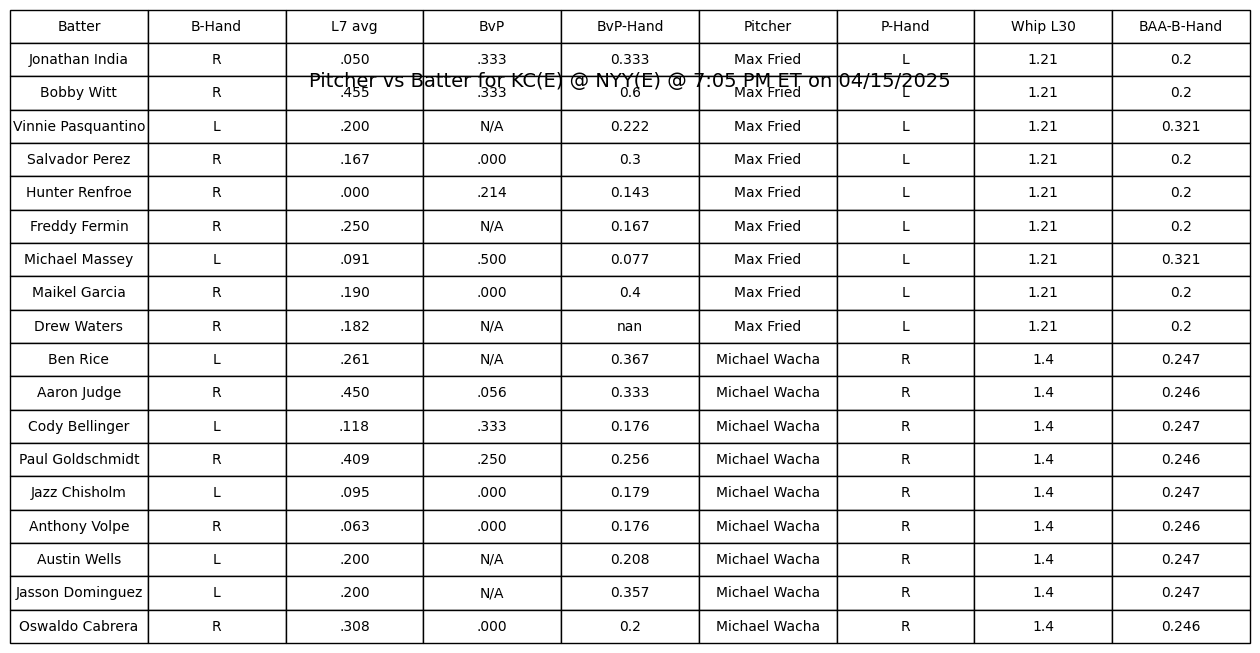 Batter B-Hand L7 avg BvP BvP-Hand Pitcher P-Hand Whip L30 BAA-B-Hand
Jonathan India R .050 .333 0.333 Max Fried L 1.21 0.2
Pitcher vs Batter for KC(E) @ NYY(E) @ 7:05 PM ET on 04/15/2025
Bobby Witt R .455 .333 0.6 Max Fried L 1.21 0.2
Vinnie Pasquantino L .200 N/A 0.222 Max Fried L 1.21 0.321
Salvador Perez R .167 .000 0.3 Max Fried L 1.21 0.2
Hunter Renfroe R .000 .214 0.143 Max Fried L 1.21 0.2
Freddy Fermin R .250 N/A 0.167 Max Fried L 1.21 0.2
Michael Massey L .091 .500 0.077 Max Fried L 1.21 0.321
Maikel Garcia R .190 .000 0.4 Max Fried L 1.21 0.2
Drew Waters R .182 N/A nan Max Fried L 1.21 0.2
Ben Rice L .261 N/A 0.367 Michael Wacha R 1.4 0.247
Aaron Judge R .450 .056 0.333 Michael Wacha R 1.4 0.246
Cody Bellinger L .118 .333 0.176 Michael Wacha R 1.4 0.247
Paul Goldschmidt R .409 .250 0.256 Michael Wacha R 1.4 0.246
Jazz Chisholm L .095 .000 0.179 Michael Wacha R 1.4 0.247
Anthony Volpe R .063 .000 0.176 Michael Wacha R 1.4 0.246
Austin Wells L .200 N/A 0.208 Michael Wacha R 1.4 0.247
Jasson Dominguez L .200 N/A 0.357 Michael Wacha R 1.4 0.247
Oswaldo Cabrera R .308 .000 0.2 Michael Wacha R 1.4 0.246